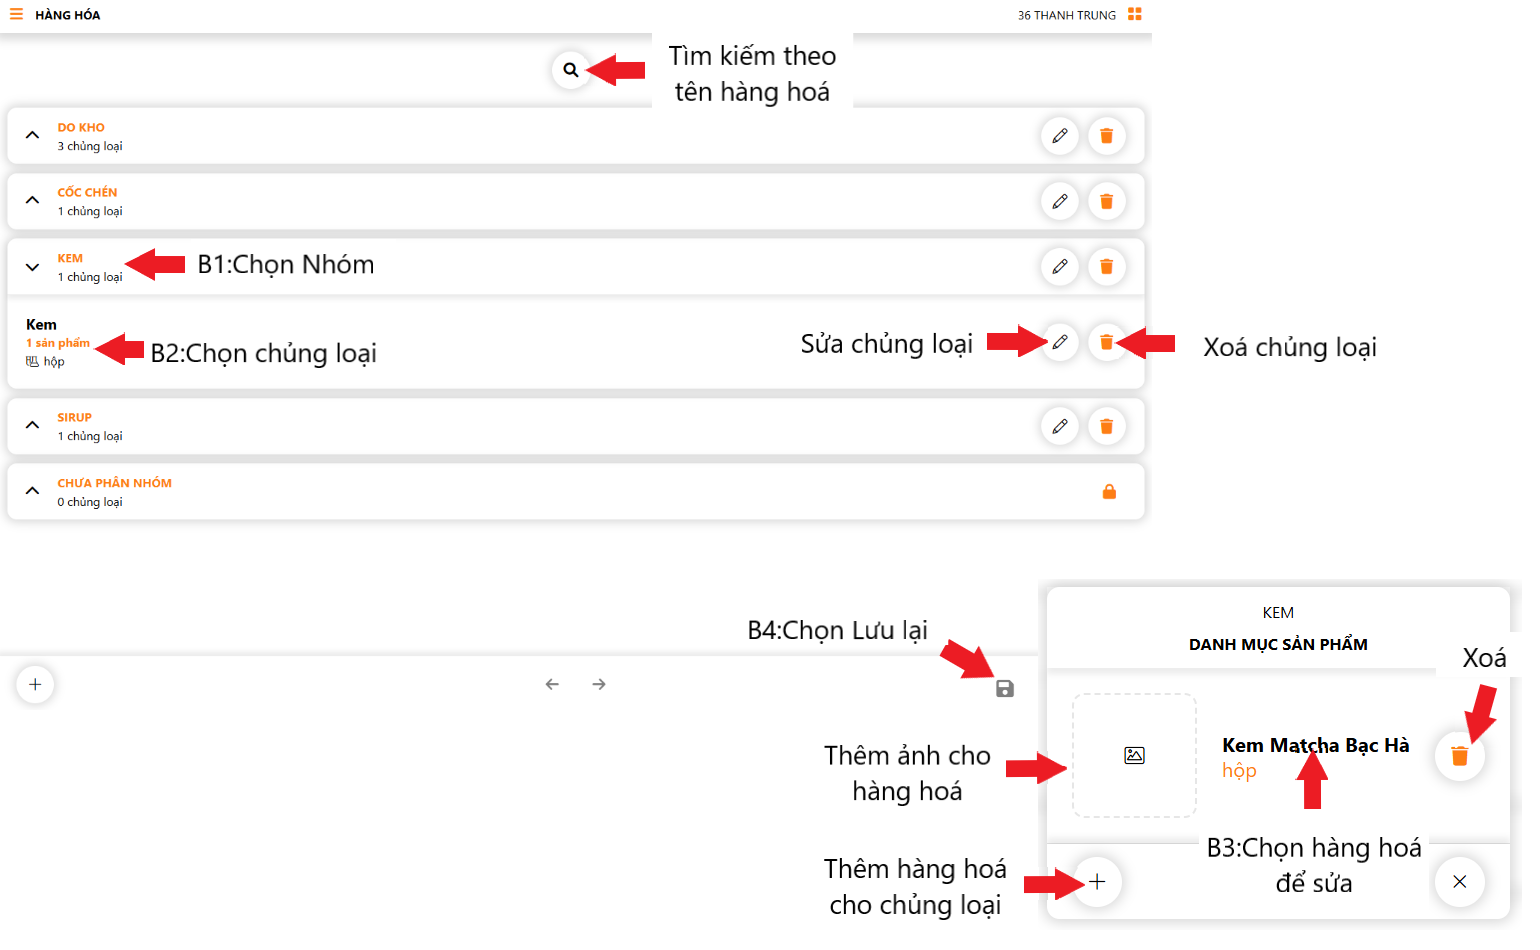 HÀNG HÓA
36 THANH TRUNG
Tìm kiếm theo
tên hàng hoá
DO KHO
3 chủng loại
CỐC CHÉN
1 chủng loại
KEM
1 chủng loại
B1:Chọn Nhóm
Kem
1 sản phẩm
hộp
B2:Chọn chủng loại
Sửa chủng loại
Xoá chủng loại
SIRUP
1 chủng loại
CHƯA PHÂN NHÓM
0 chủng loại
B4:Chọn Lưu lại
KEM
DANH MỤC SẢN PHẨM
Xoá
Thêm ảnh cho
hàng hoá
Kem Matcha Bạc Hà
hộp
B3:Chọn hàng hoá
để sửa
Thêm hàng hoá
cho chủng loại